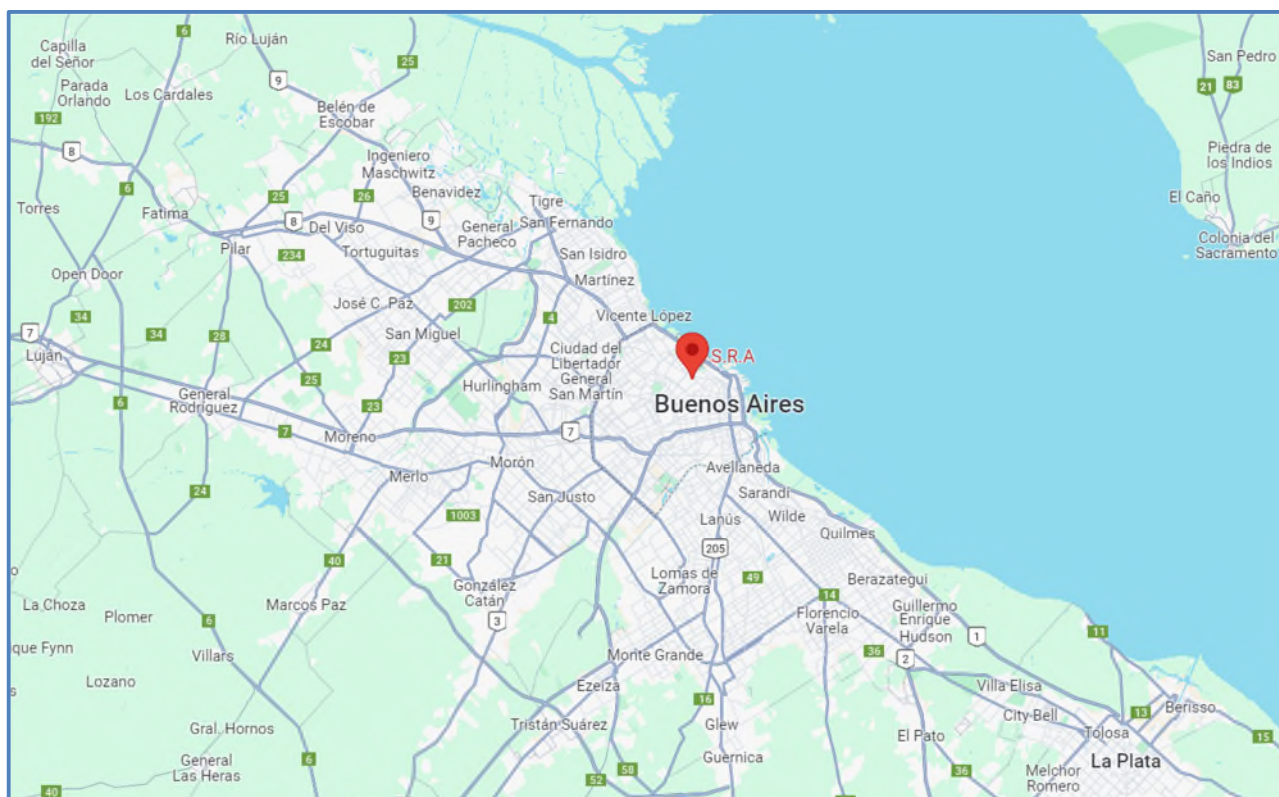 6
Río Luján
Capilla
del Señor
25
San Pedro
9
21
83
Parada
Orlando
Los Cardales
Belén de
Escobar
192
8
Ingeniero
Maschwitz
Piedra de
los Indios
6
25
26
Benavidez
El Caño
Torres
Fatima
8
Del Viso
9
Tigre
General
Pacheco
San Fernando
Pilar
234
Tortuguitas
San Isidro
Colonia del
Sacramento
Open Door
Martínez
José C. Paz
202
34
4
Vicente López
7
34
28
24
San Miguel
Luján
23
Ciudad del
Libertador
General
San Martín
S.R.A
25
Hurlingham
6
General
Rodríguez
23
Buenos Aires
7
Moreno
7
Morón
Avellaneda
Merlo
24
San Justo
Sarandí
1003
Lanús
Wilde
Quilmes
205
40
21
Lomas de
Zamora
49
Berazategui
o
González
Catán
14
La Choza
Plomer
Marcos Paz
Florencio
Varela
Guillermo
Enrique
Hudson
6
3
1
11
que Fynn
Villars
Monte Grande
36
2
s
Lozano
Ezeiza
Villa Elisa
16
Gral. Hornos
Tristán Suárez
Glew
City Bell
13
Berisso
El Pato
Tolosa
15
General
Las Heras
6
Guernica
La Plata
58
52
36
Melchor
Romero
40